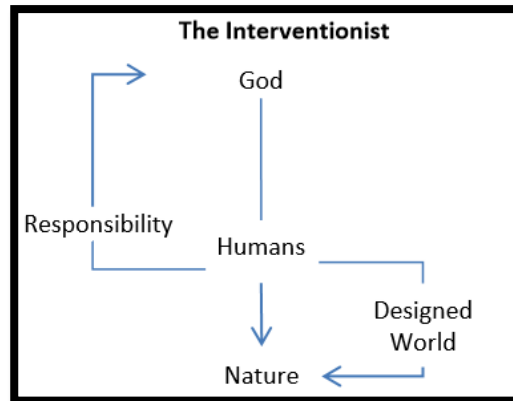 The Interventionist
God
Responsibility
Humans
Designed
World
Nature